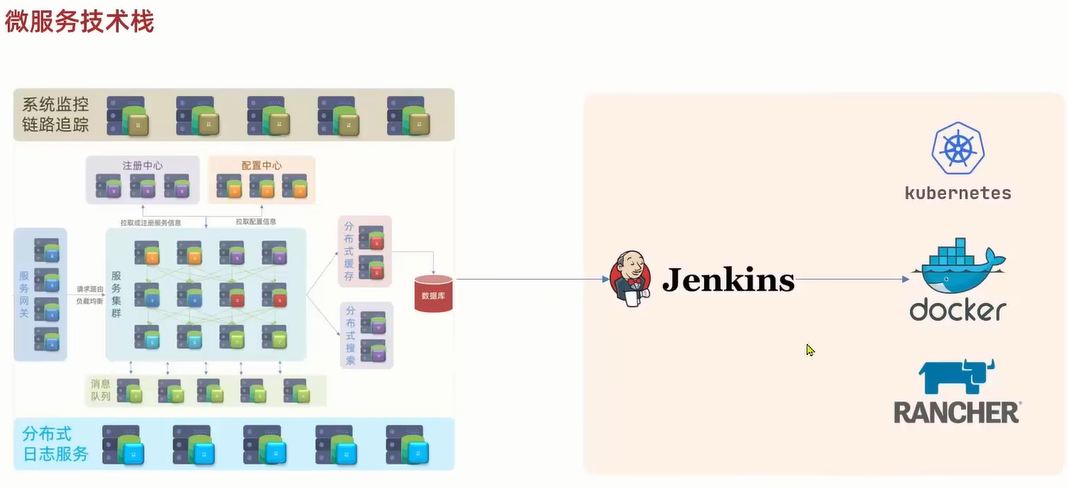 微服务技术栈
系统监控
链路追踪
注册中心
配置中心
拉取或注册服务信息
拉取配置信息
服务网关
请求路由
负载均衡
服务集群
分布式缓存
分布式搜索
数据库
消息
队列
分布式
日志服务
Jenkins
kubernetes
docker
RANCHER®